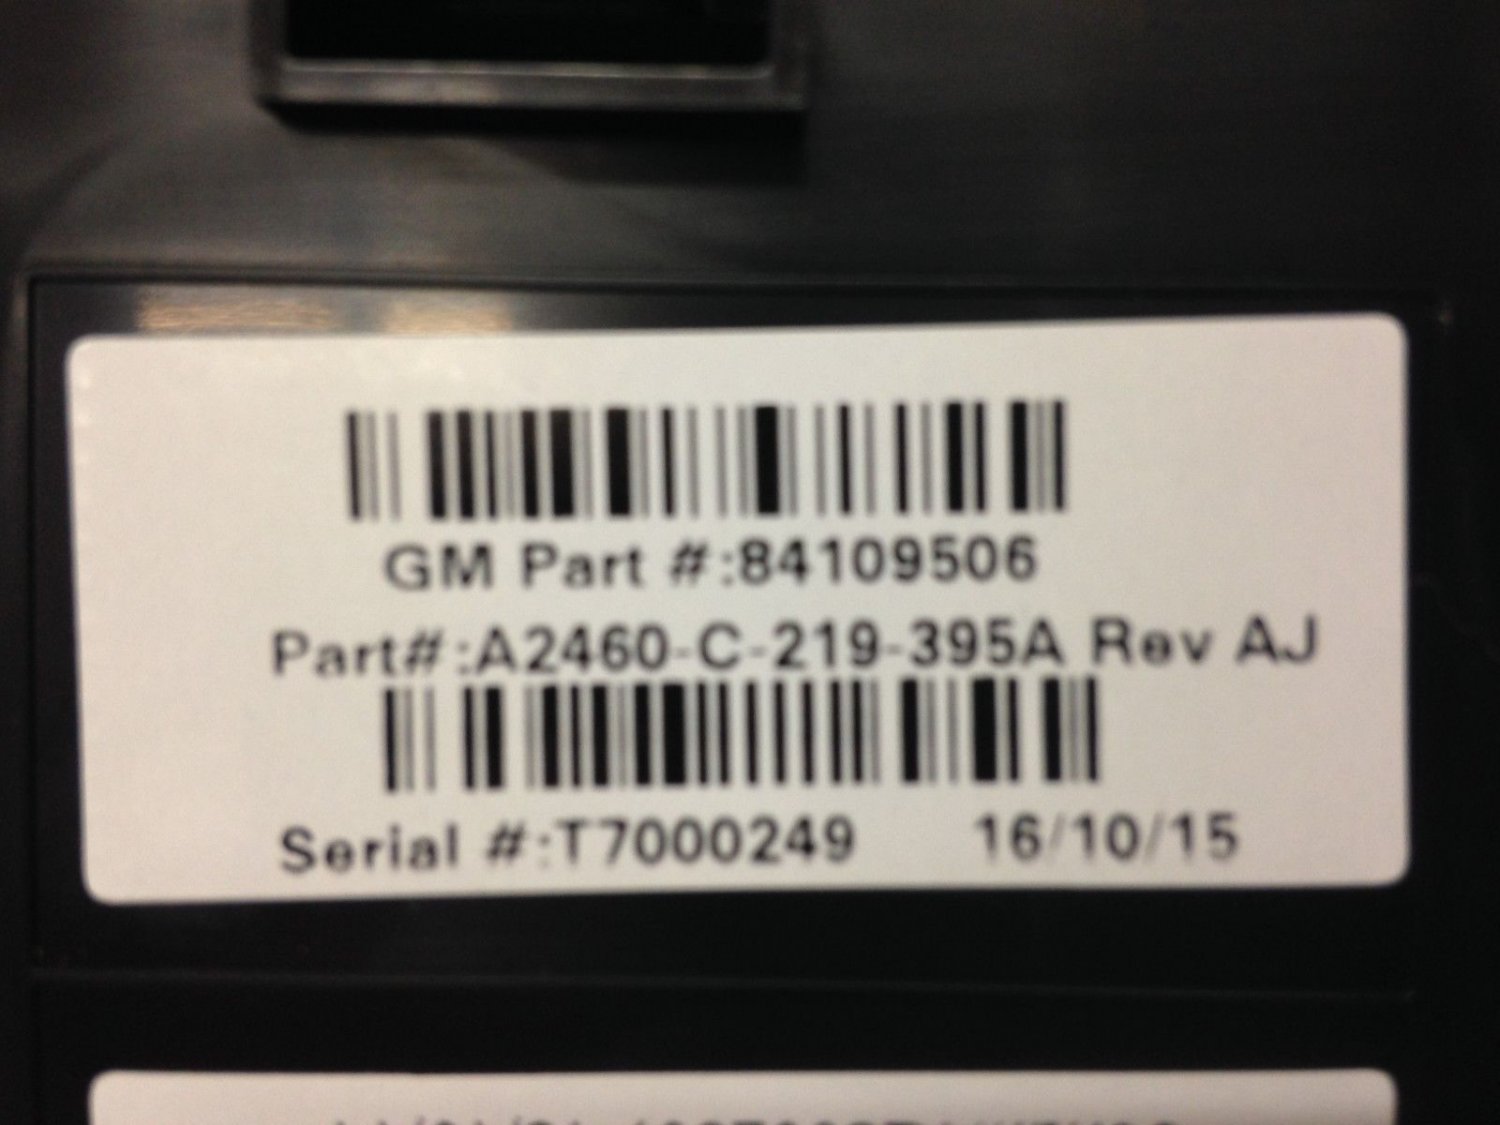 GM Part #:84109506
Part#:A2460-C-219-395A Rev AJ
Serial #:T7000249 16/10/15